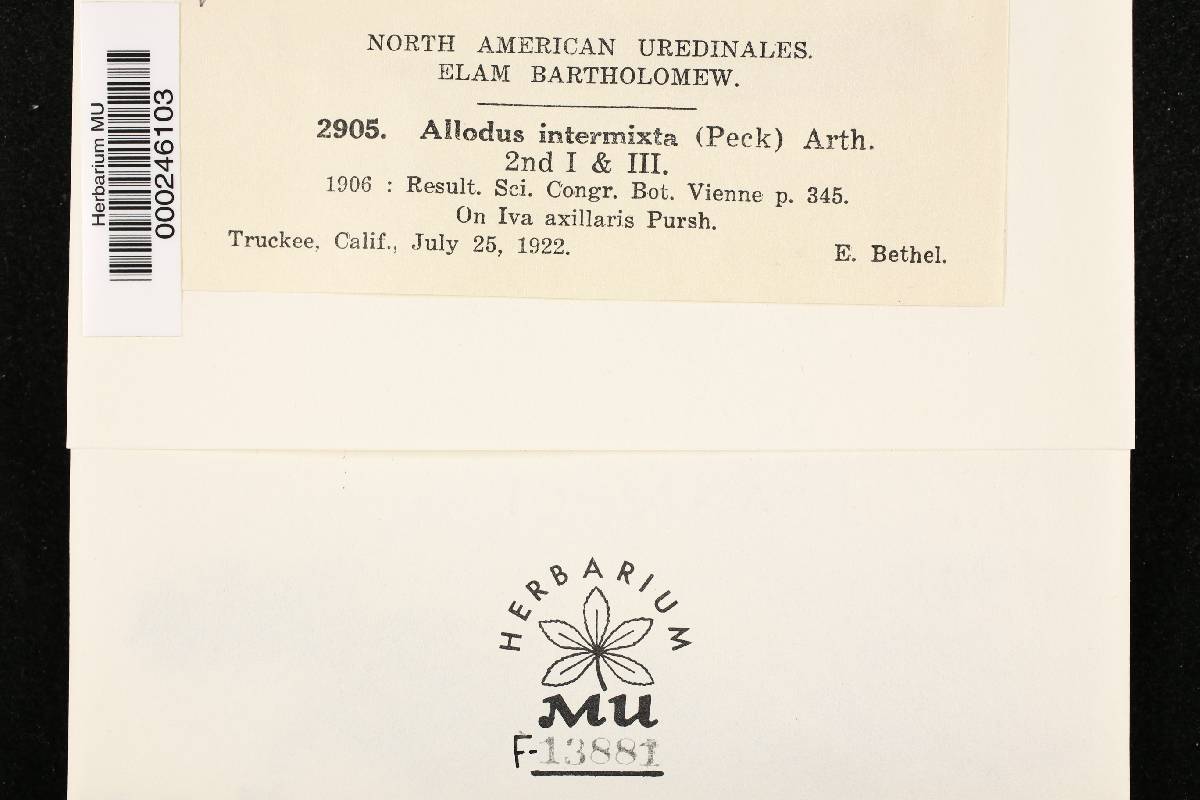 NORTH AMERICAN UREDINALES.
ELAM BARTHOLOMEW.
2905. Allodus intermixta (Peck) Arth.
2nd I & III.
1906 : Result. Sci. Congr. Bot. Vienne p. 345.
On Iva axillaris Pursh.
Truckee, Calif., July 25, 1922. E. Bethel.
Herbarium MU
0000246103
HERBARIUM
MU
F-13881